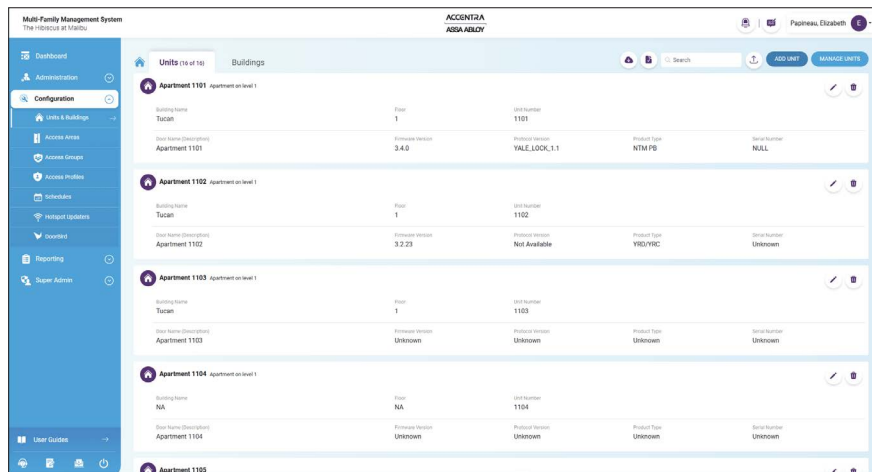 Multi-Family Management System
The Hibiscus at Malibu
ACCENTRA
ASSA ABLOY
Papineau, Elizabeth E
Dashboard
Administration
Configuration
Units & Buildings
Access Areas
Access Groups
Access Profiles
Schedules
Hotspot Updaters
Doorbird
Reporting
Super Admin
User Guides
Units (16 of 16) Buildings
Search
ADD UNIT
MANAGE UNITS
Apartment 1101 Apartment on level 1
Building Name Floor Unit Number
Tucan 1 1101
Door Name (Description) Firmware Version Protocol Version Product Type Serial Number
Apartment 1101 3.4.0 YALE_LOCK_1.1 NTM PB NULL
Apartment 1102 Apartment on level 1
Building Name Floor Unit Number
Tucan 1 1102
Door Name (Description) Firmware Version Protocol Version Product Type Serial Number
Apartment 1102 3.2.23 Not Available YRD/YRC Unknown
Apartment 1103 Apartment on level 1
Building Name Floor Unit Number
Tucan 1 1103
Door Name (Description) Firmware Version Protocol Version Product Type Serial Number
Apartment 1103 Unknown Unknown Unknown Unknown
Apartment 1104 Apartment on level 1
Building Name Floor Unit Number
NA NA 1104
Door Name (Description) Firmware Version Protocol Version Product Type Serial Number
Apartment 1104 Unknown Unknown Unknown Unknown
Apartment 1105